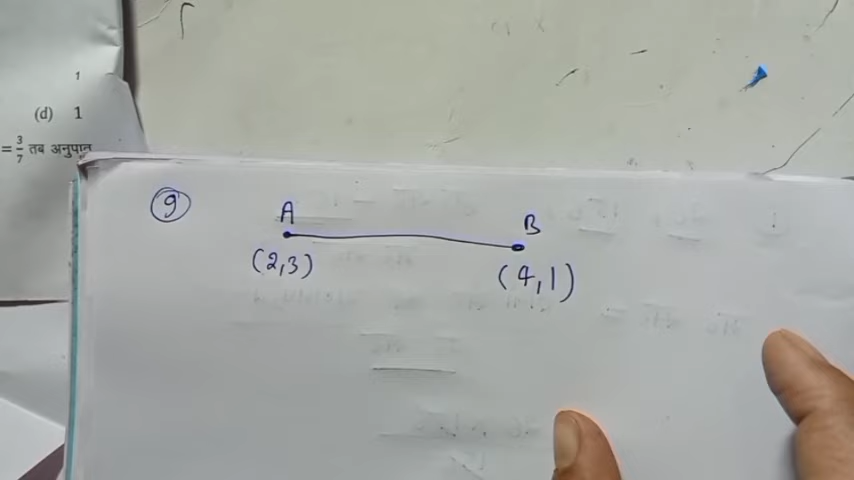 1
(d) 1
= 3/7 तब अनुपात
9
A B
(2,3) (4,1)